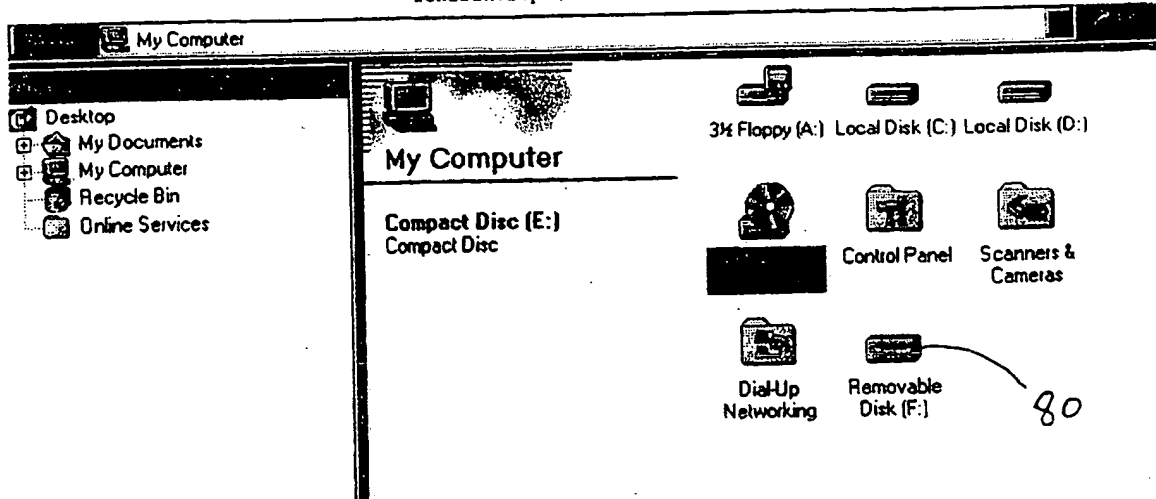 My Computer
Desktop
My Documents
My Computer
Recycle Bin
Online Services
My Computer
Compact Disc (E:)
Compact Disc
3½ Floppy (A:) Local Disk (C:) Local Disk (D:)
Control Panel
Scanners &
Cameras
Dial-Up
Networking
Removable
Disk (F:)
80